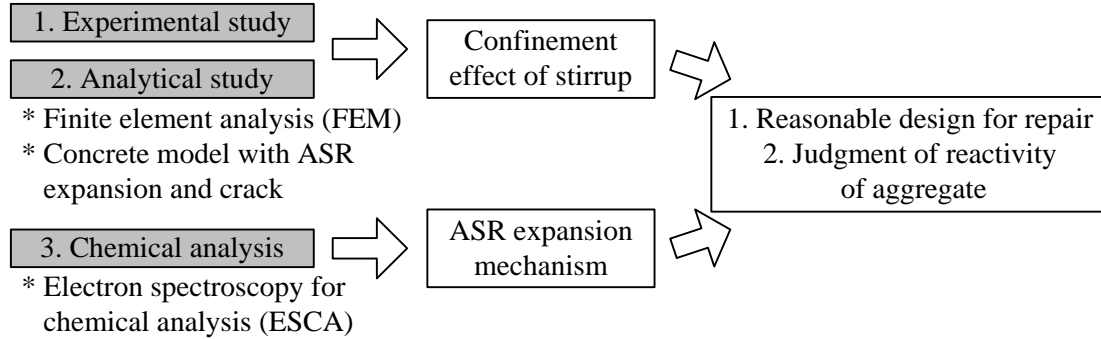 1. Experimental study
2. Analytical study
* Finite element analysis (FEM)
* Concrete model with ASR
expansion and crack
3. Chemical analysis
* Electron spectroscopy for
chemical analysis (ESCA)
Confinement
effect of stirrup
ASR expansion
mechanism
1. Reasonable design for repair
2. Judgment of reactivity
of aggregate